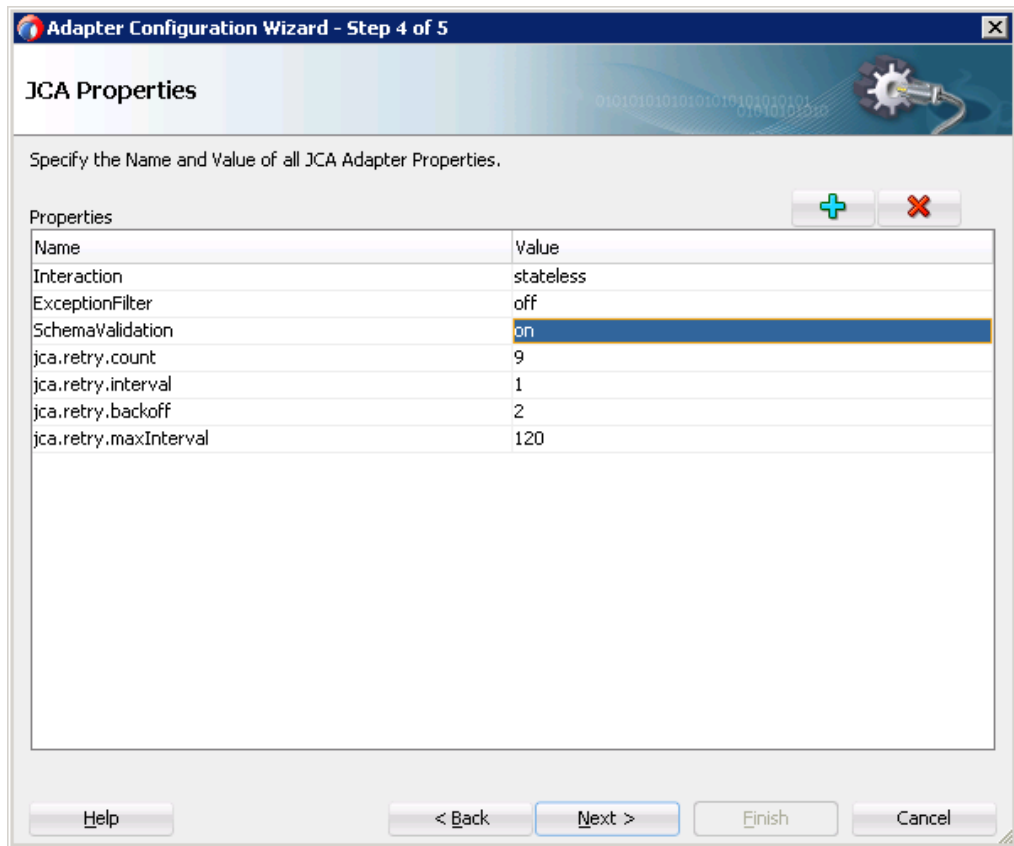 Adapter Configuration Wizard - Step 4 of 5
JCA Properties
Specify the Name and Value of all JCA Adapter Properties.
Properties
Name Value
Interaction stateless
ExceptionFilter off
SchemaValidation on
jca.retry.count 9
jca.retry.interval 1
jca.retry.backoff 2
jca.retry.maxInterval 120
Help < Back Next > Finish Cancel